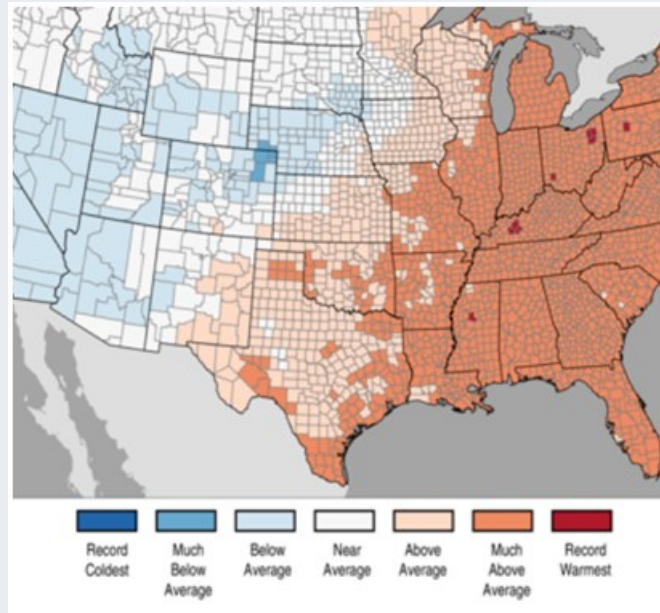 Record Coldest
Much Below Average
Below Average
Near Average
Above Average
Much Above Average
Record Warmest